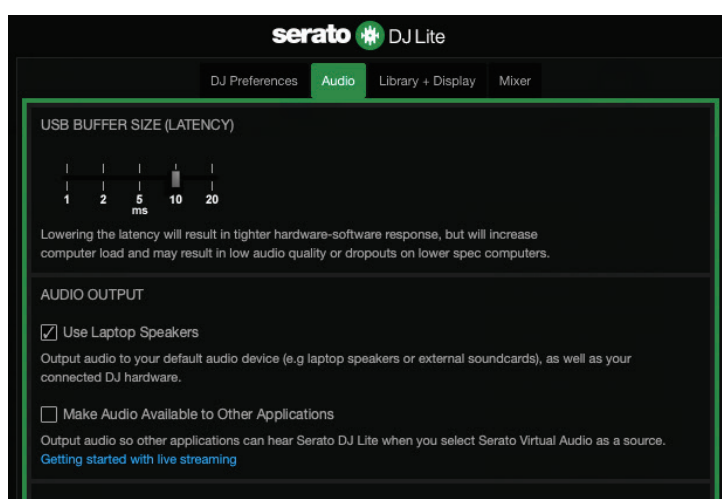 serato DJ Lite
DJ Preferences Audio Library + Display Mixer
USB BUFFER SIZE (LATENCY)
1 2 5 10 20
ms
Lowering the latency will result in tighter hardware-software response, but will increase
computer load and may result in low audio quality or dropouts on lower spec computers.
AUDIO OUTPUT
Use Laptop Speakers
Output audio to your default audio device (e.g laptop speakers or external soundcards), as well as your
connected DJ hardware.
Make Audio Available to Other Applications
Output audio so other applications can hear Serato DJ Lite when you select Serato Virtual Audio as a source.
Getting started with live streaming